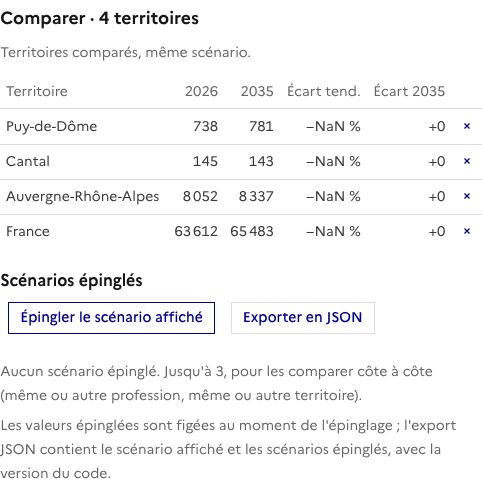 Comparer · 4 territoires
Territoires comparés, même scénario.
Territoire 2026 2035 Écart tend. Écart 2035
Puy-de-Dôme 738 781 −NaN % +0 ×
Cantal 145 143 −NaN % +0 ×
Auvergne-Rhône-Alpes 8 052 8 337 −NaN % +0 ×
France 63 612 65 483 −NaN % +0 ×
Scénarios épinglés
Épingler le scénario affiché Exporter en JSON
Aucun scénario épinglé. Jusqu'à 3, pour les comparer côte à côte
(même ou autre profession, même ou autre territoire).
Les valeurs épinglées sont figées au moment de l'épinglage ; l'export
JSON contient le scénario affiché et les scénarios épinglés, avec la
version du code.